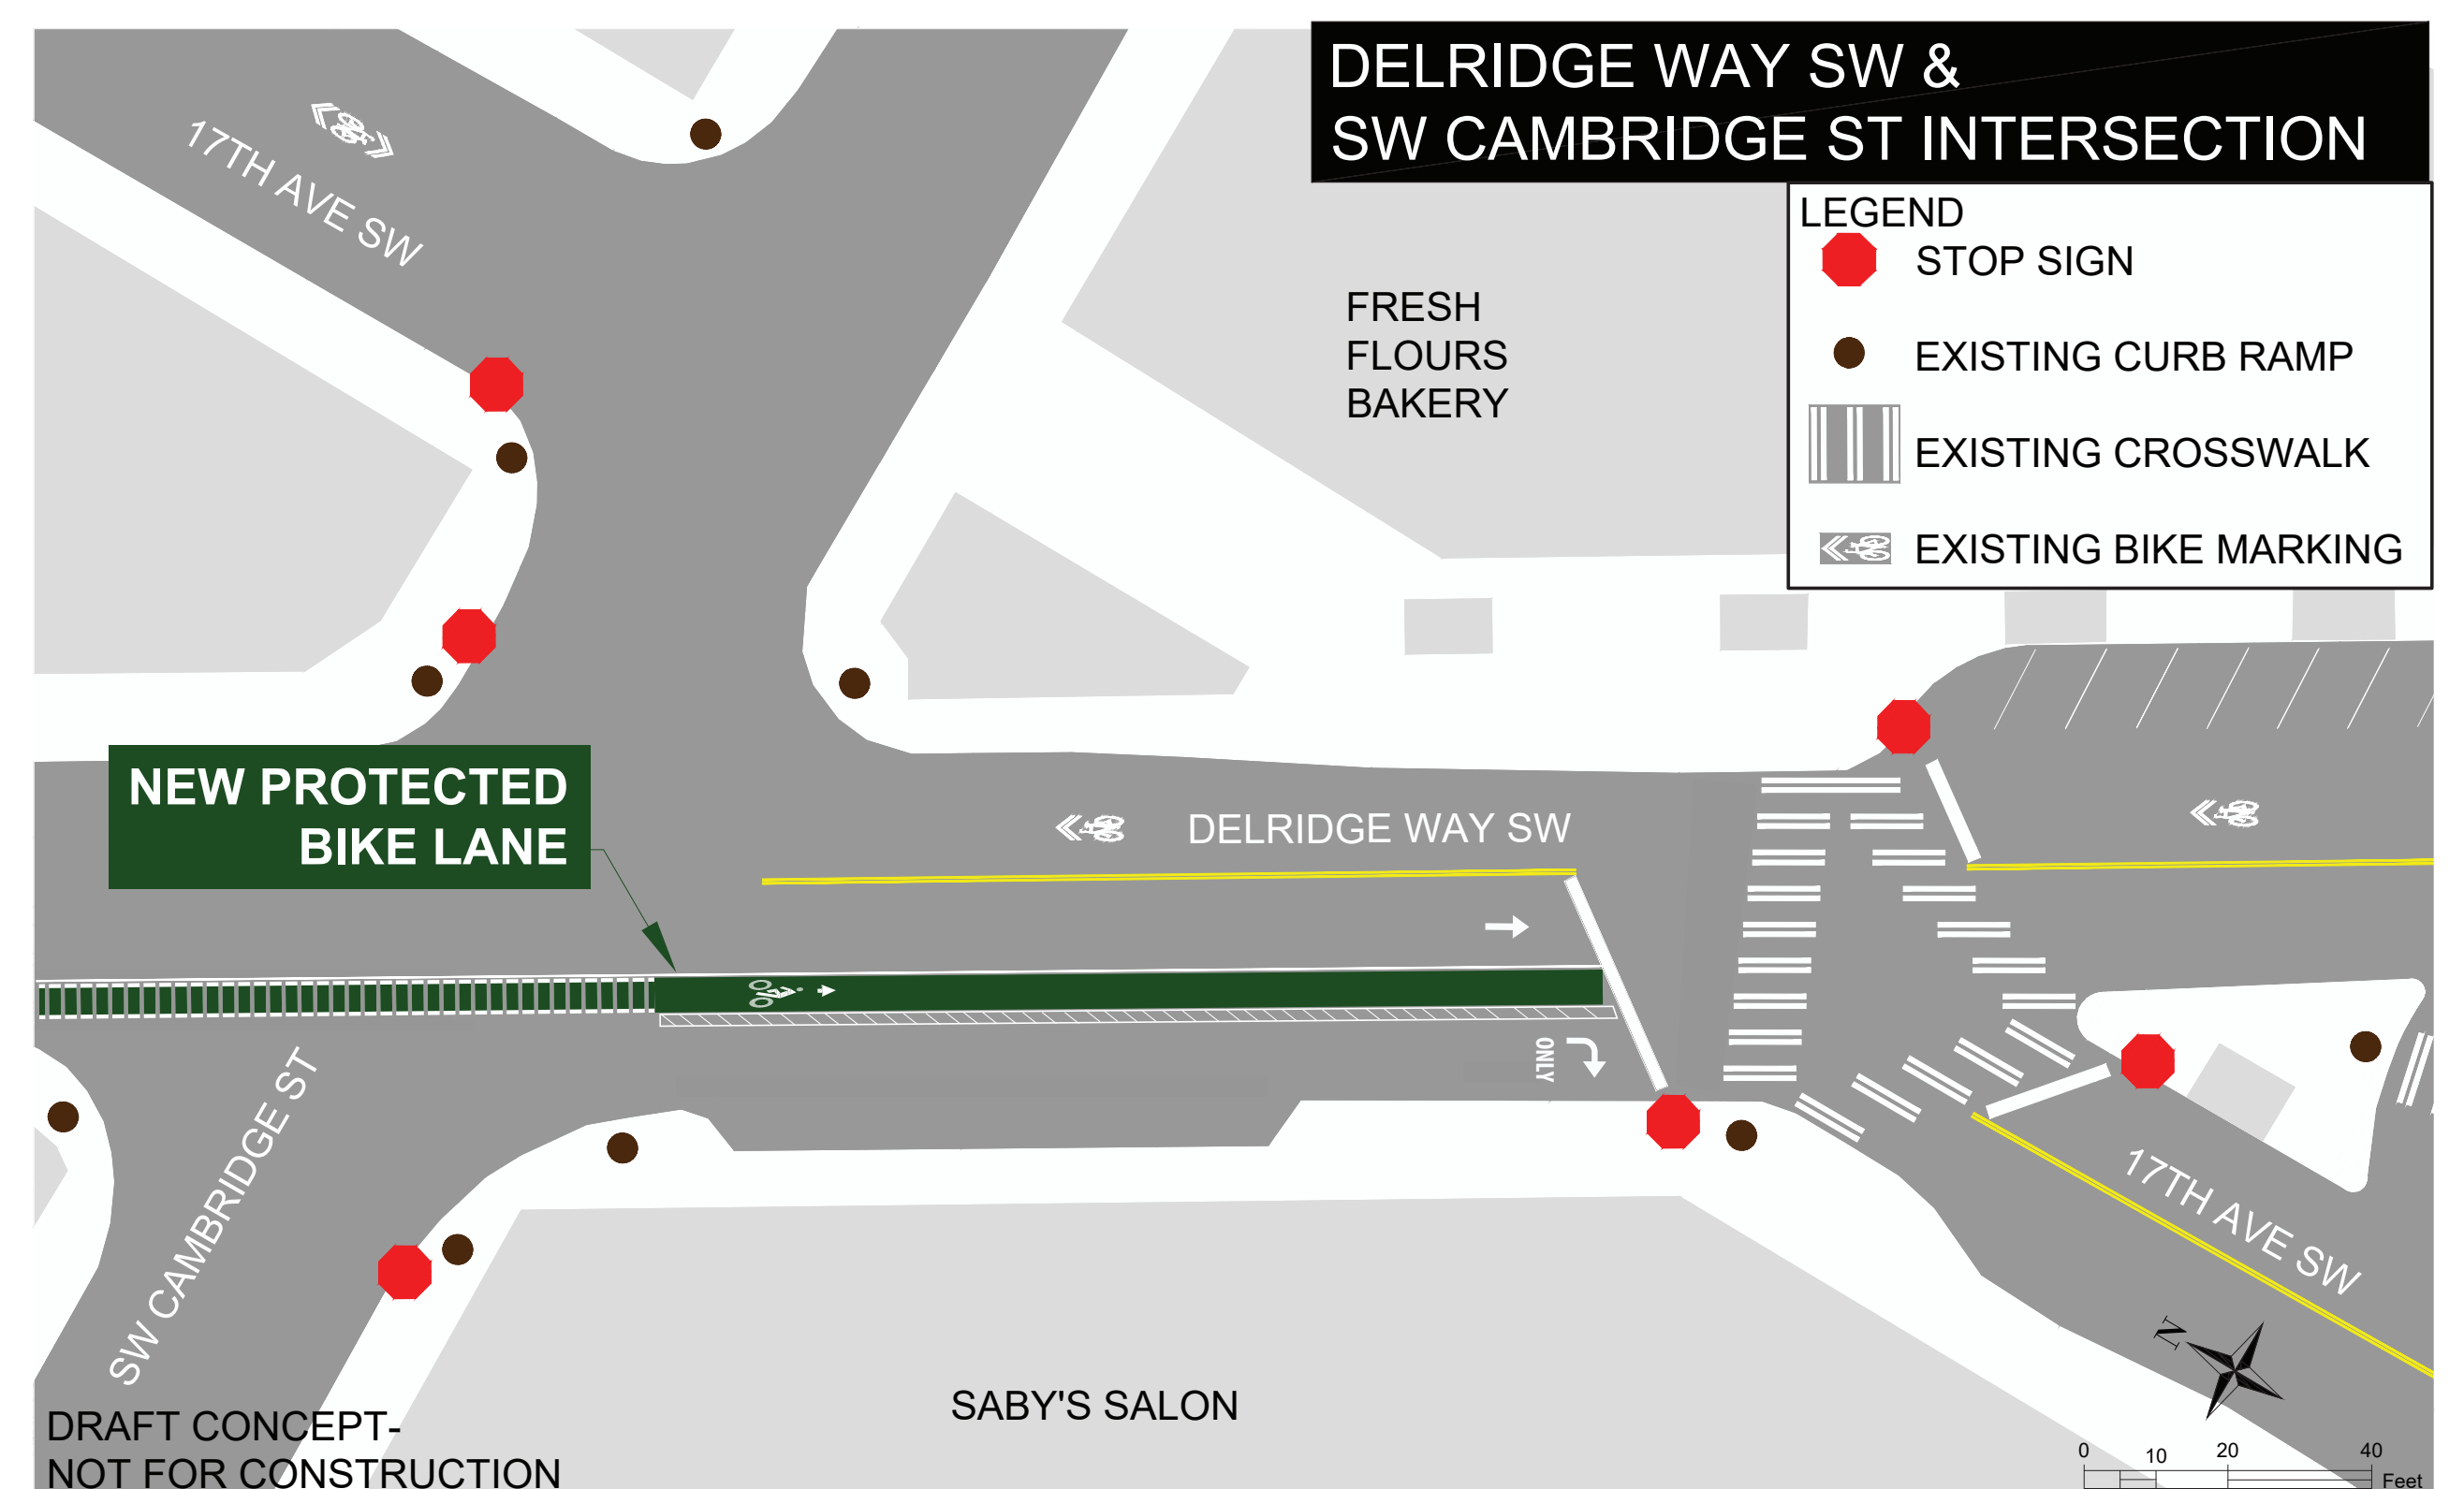 DELRIDGE WAY SW &
SW CAMBRIDGE ST INTERSECTION
17TH AVE SW
LEGEND
STOP SIGN
EXISTING CURB RAMP
EXISTING CROSSWALK
EXISTING BIKE MARKING
FRESH
FLOURS
BAKERY
NEW PROTECTED
BIKE LANE
DELRIDGE WAY SW
ONLY
SW CAMBRIDGE ST
17TH AVE SW
N
SABY'S SALON
DRAFT CONCEPT-
NOT FOR CONSTRUCTION
0 10 20 40
Feet